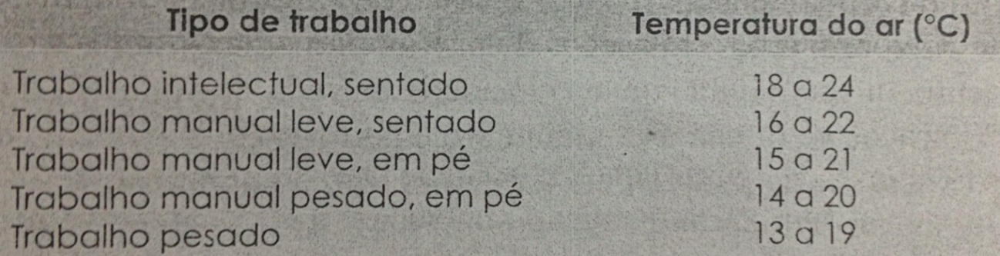 Tipo de trabalho Temperatura do ar (°C)
Trabalho intelectual, sentado 18 a 24
Trabalho manual leve, sentado 16 a 22
Trabalho manual leve, em pé 15 a 21
Trabalho manual pesado, em pé 14 a 20
Trabalho pesado 13 a 19